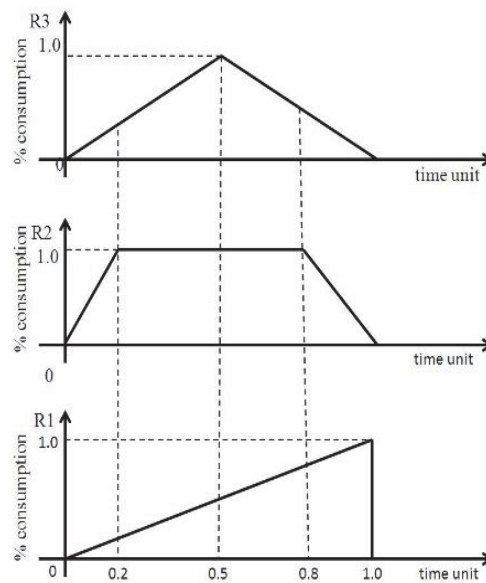 R3
1.0
% consumption
0
time unit
R2
1.0
% consumption
0
time unit
R1
1.0
% consumption
0
0.2
0.5
0.8
1.0
time unit